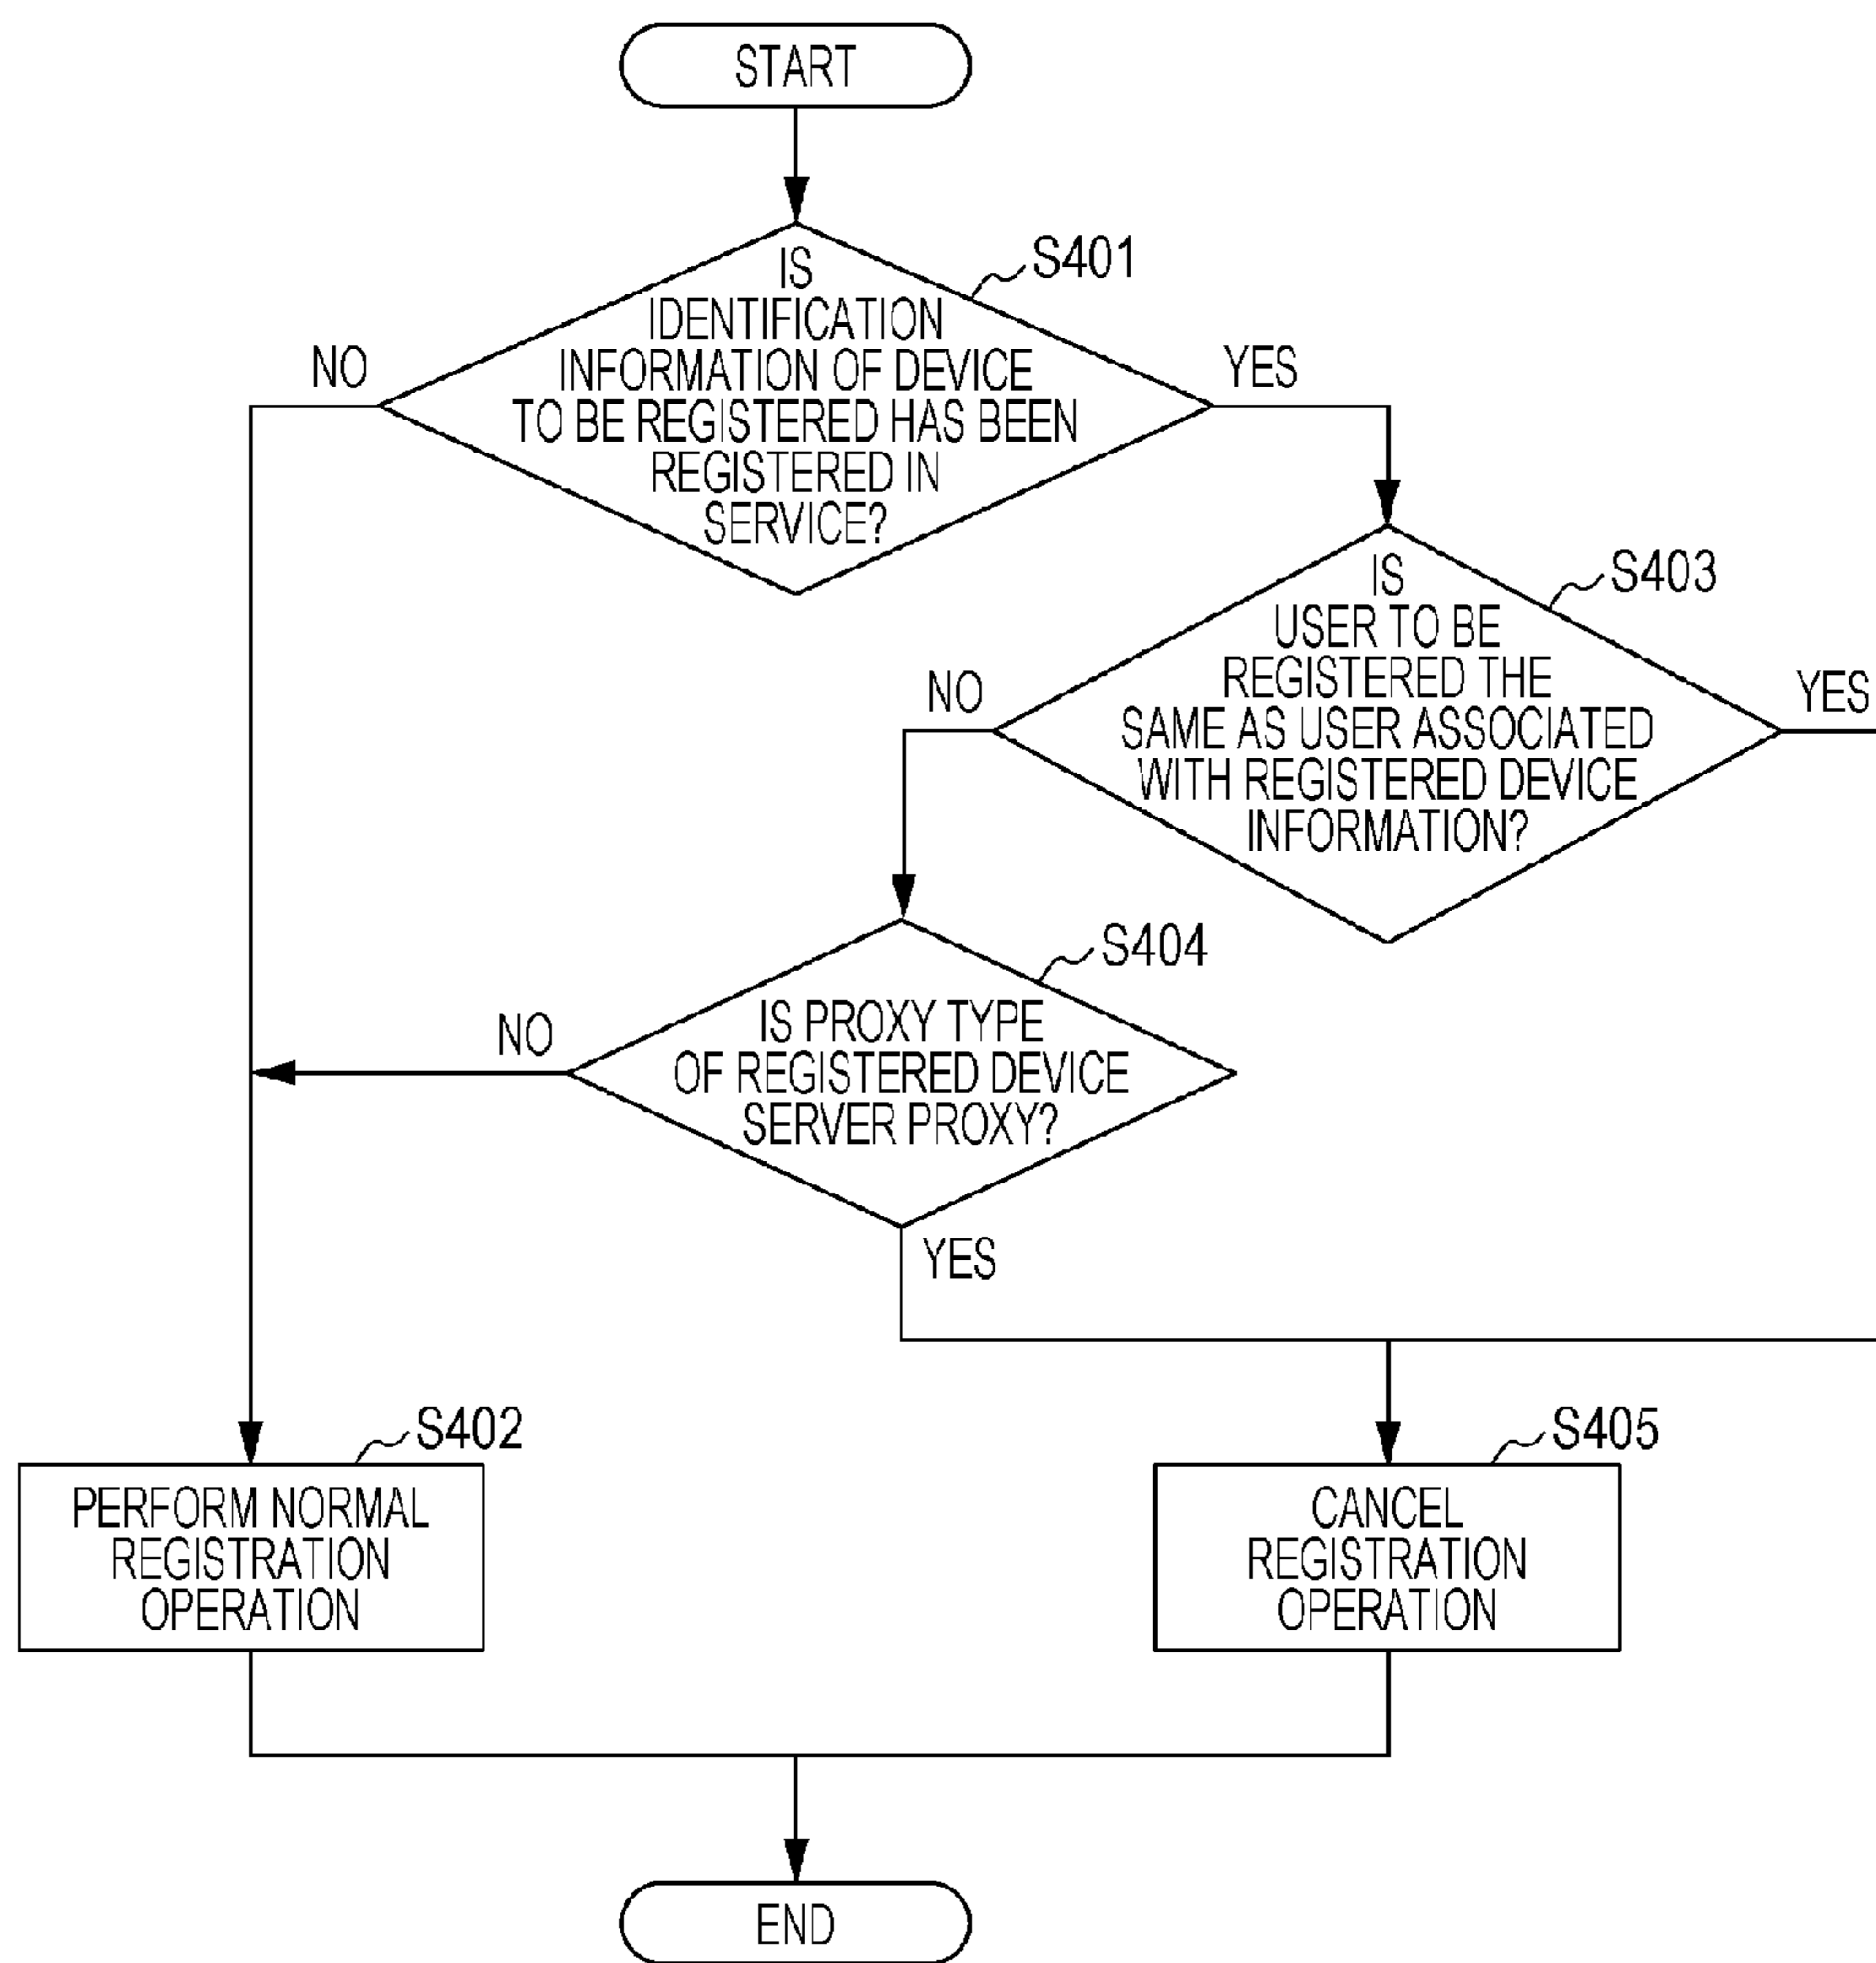 START
S401
IS
IDENTIFICATION
INFORMATION OF DEVICE
TO BE REGISTERED HAS BEEN
REGISTERED IN
SERVICE?
NO
YES
S403
IS
USER TO BE
REGISTERED THE
SAME AS USER ASSOCIATED
WITH REGISTERED DEVICE
INFORMATION?
NO
YES
S404
IS PROXY TYPE
OF REGISTERED DEVICE
SERVER PROXY?
NO
YES
S402
PERFORM NORMAL
REGISTRATION
OPERATION
S405
CANCEL
REGISTRATION
OPERATION
END